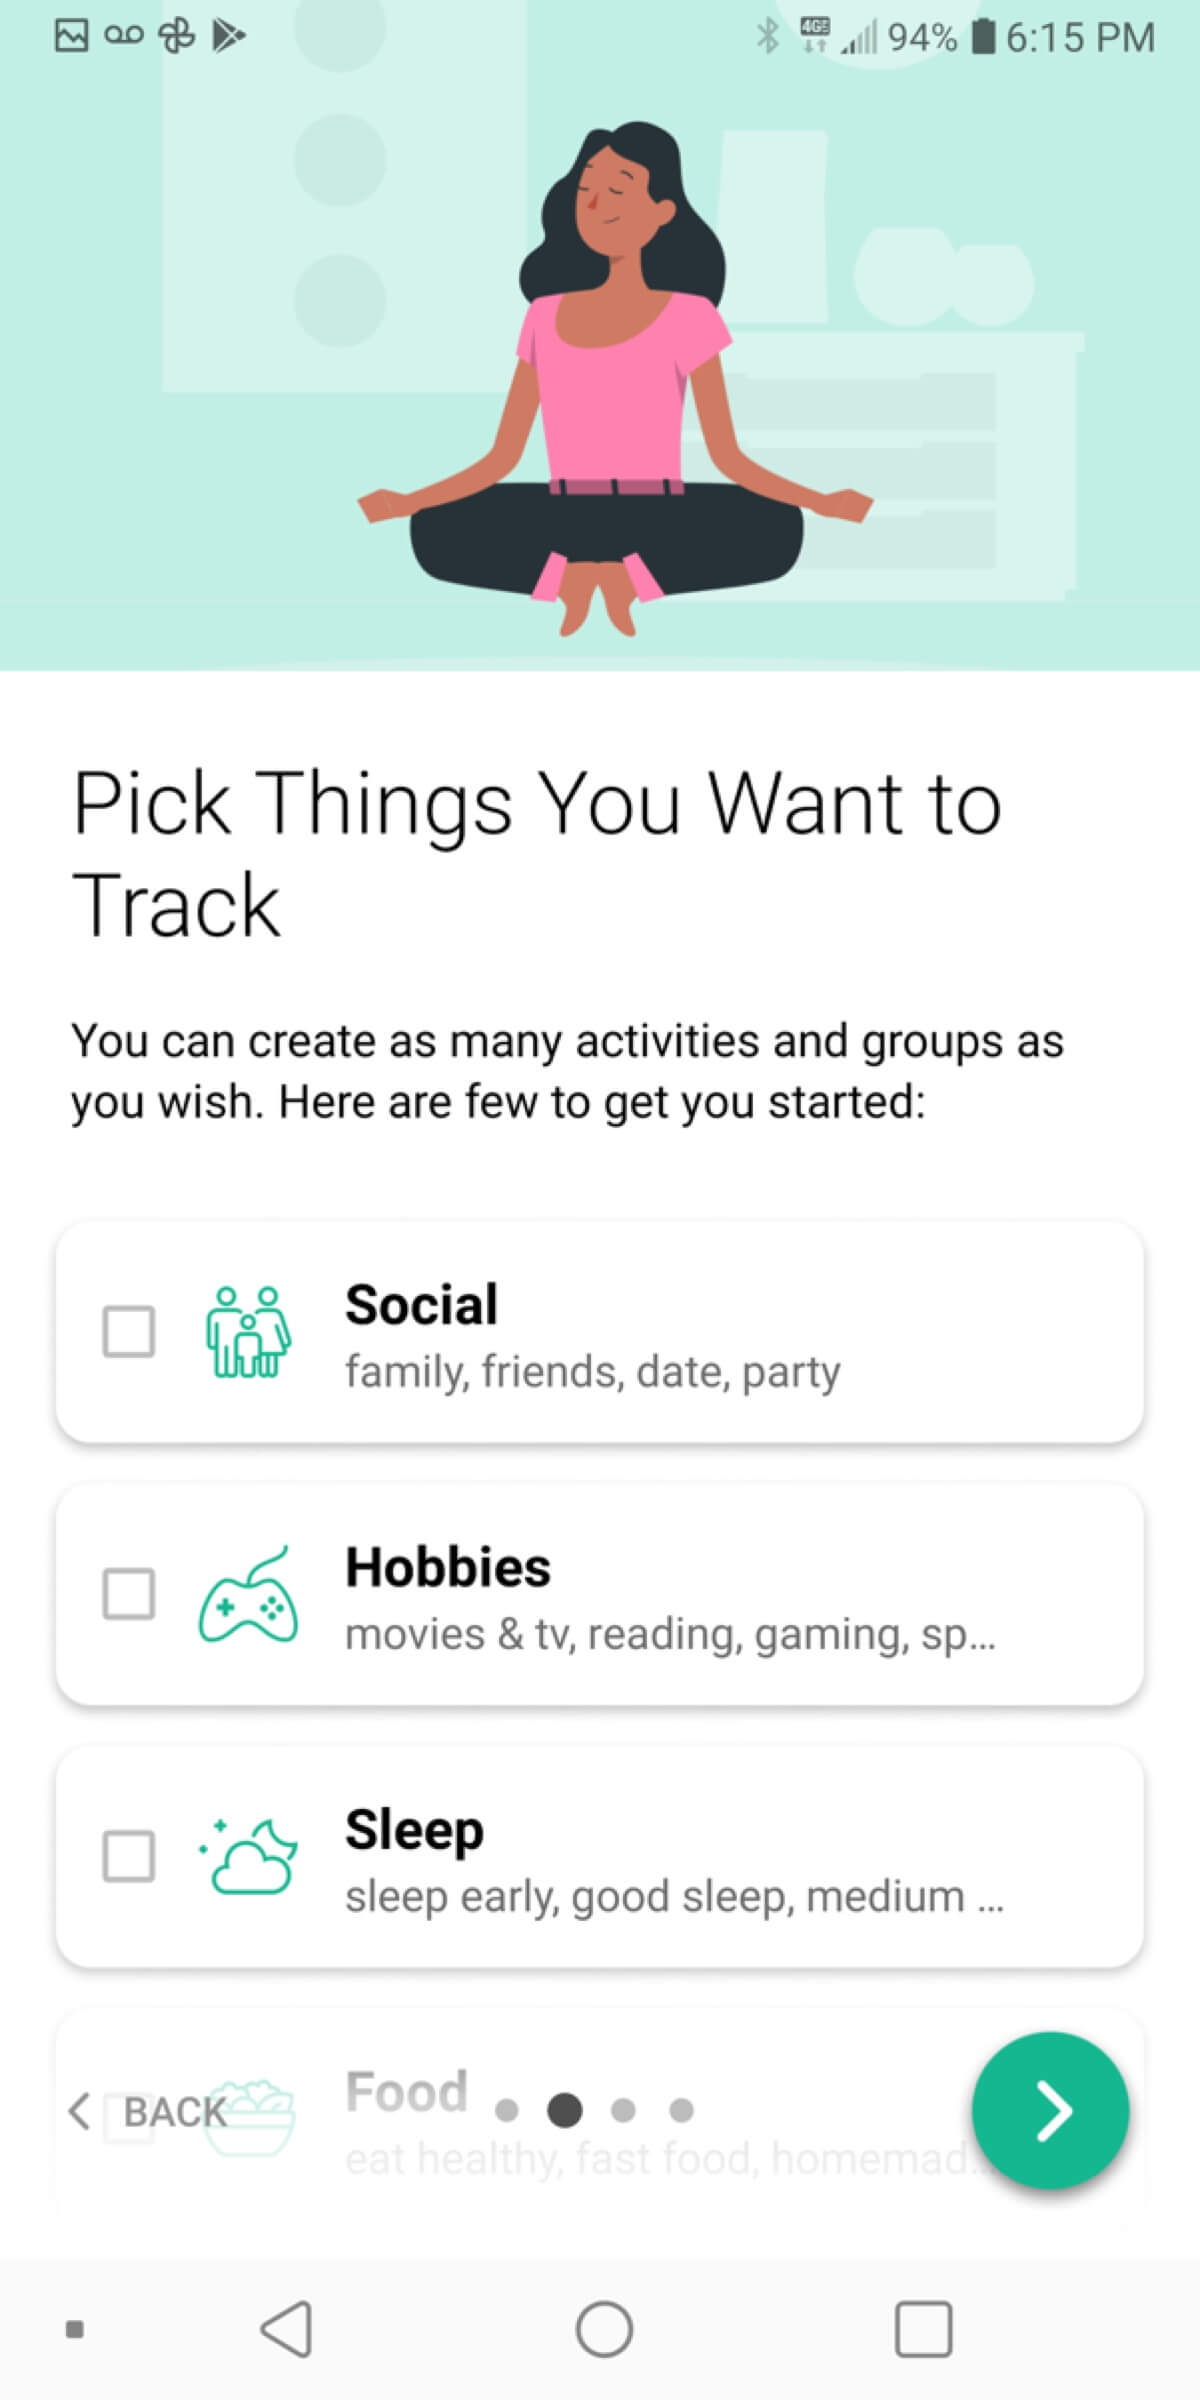 4GE 94% 6:15 PM
Pick Things You Want to
Track
You can create as many activities and groups as
you wish. Here are few to get you started:
Social
family, friends, date, party
Hobbies
movies & tv, reading, gaming, sp...
Sleep
sleep early, good sleep, medium ...
Food
BACK
eat healthy, fast food, homemad..